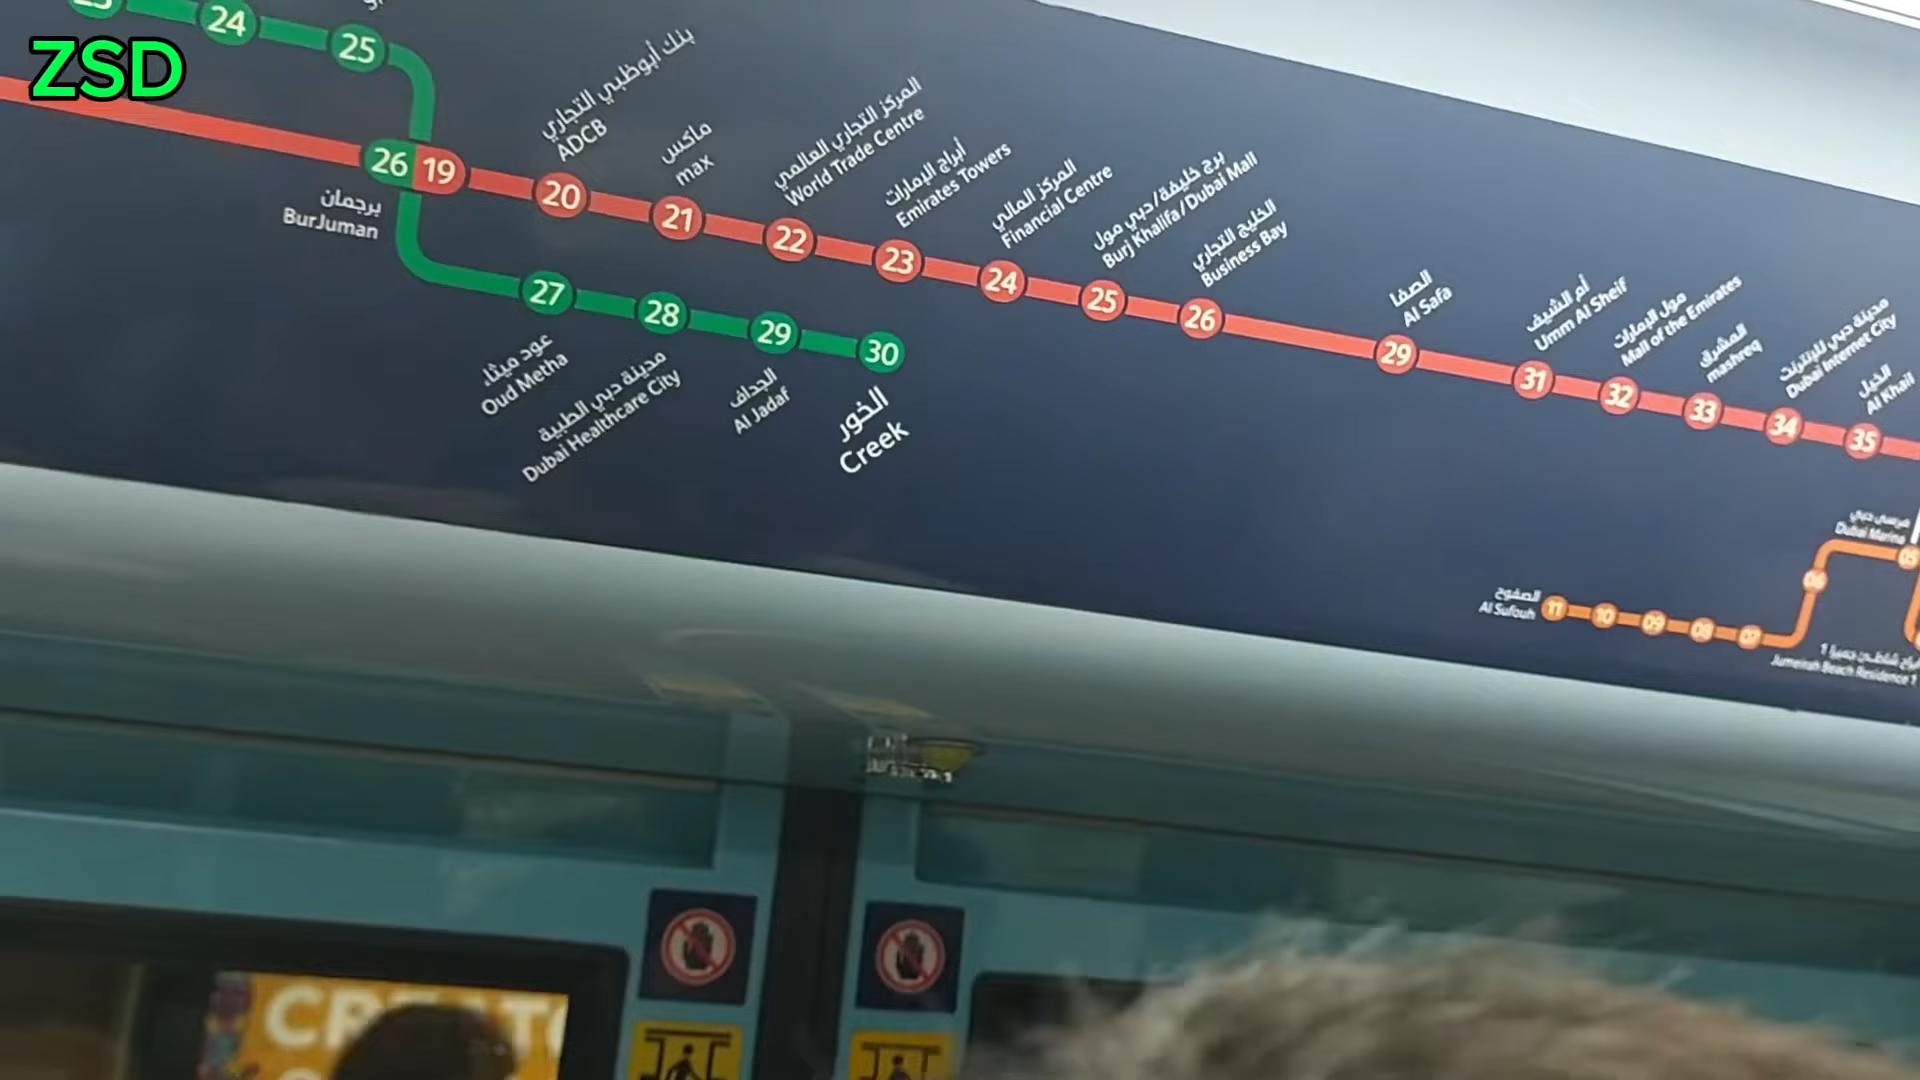 ZSD
24
25
26 19
برجمان
BurJuman
20
بنك أبوظبي التجاري
ADCB
21
ماكس
max
22
المركز التجاري العالمي
World Trade Centre
23
أبراج الإمارات
Emirates Towers
24
المركز المالي
Financial Centre
25
برج خليفة/دبي مول
Burj Khalifa/Dubai Mall
26
الخليج التجاري
Business Bay
29
الصفا
Al Safa
31
أم الشيف
Umm Al Sheif
32
مول الإمارات
Mall of the Emirates
33
المشرق
mashreq
34
مدينة دبي للإنترنت
Dubai Internet City
35
الخيل
Al Khail
27
عود ميثاء
Oud Metha
28
مدينة دبي الطبية
Dubai Healthcare City
29
الجداف
Al Jadaf
30
الخور
Creek
مرسى دبي
Dubai Marina
05
06
الصفوح
Al Sufouh
11
10
09
08
07
Jumeirah Beach Residence 1